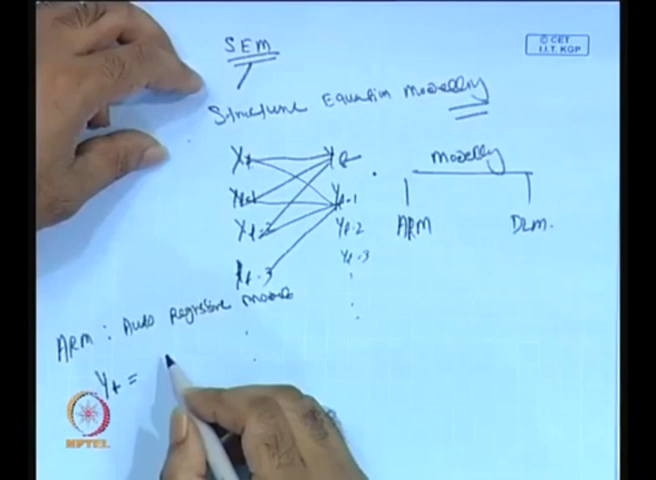 SEM
© CET
I.I.T. KGP
Structure Equation modelling
Xt Yt
Xt-1 Yt-1
Xt-2 Yt-2
Xt-3 Yt-3
modelling
ARM DLM.
ARM : Auto Regressive model
Yt =
NPTEL